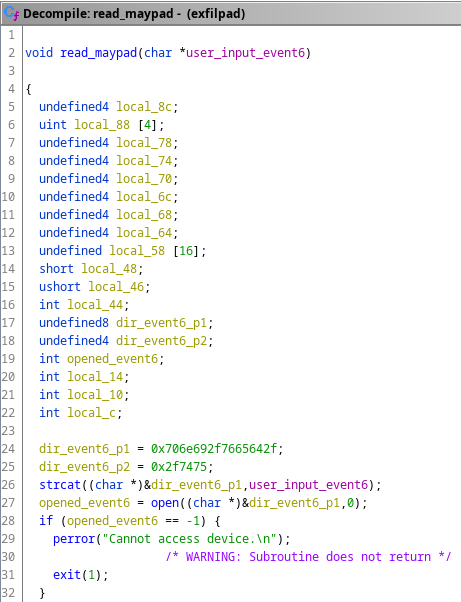 Decompile: read_maypad - (exfilpad)
1
2 void read_maypad(char *user_input_event6)
3
4 {
5 undefined4 local_8c;
6 uint local_88 [4];
7 undefined4 local_78;
8 undefined4 local_74;
9 undefined4 local_70;
10 undefined4 local_6c;
11 undefined4 local_68;
12 undefined4 local_64;
13 undefined local_58 [16];
14 short local_48;
15 ushort local_46;
16 int local_44;
17 undefined8 dir_event6_p1;
18 undefined4 dir_event6_p2;
19 int opened_event6;
20 int local_14;
21 int local_10;
22 int local_c;
23
24 dir_event6_p1 = 0x706e692f7665642f;
25 dir_event6_p2 = 0x2f7475;
26 strcat((char *)&dir_event6_p1,user_input_event6);
27 opened_event6 = open((char *)&dir_event6_p1,0);
28 if (opened_event6 == -1) {
29 perror("Cannot access device.\n");
30 /* WARNING: Subroutine does not return */
31 exit(1);
32 }